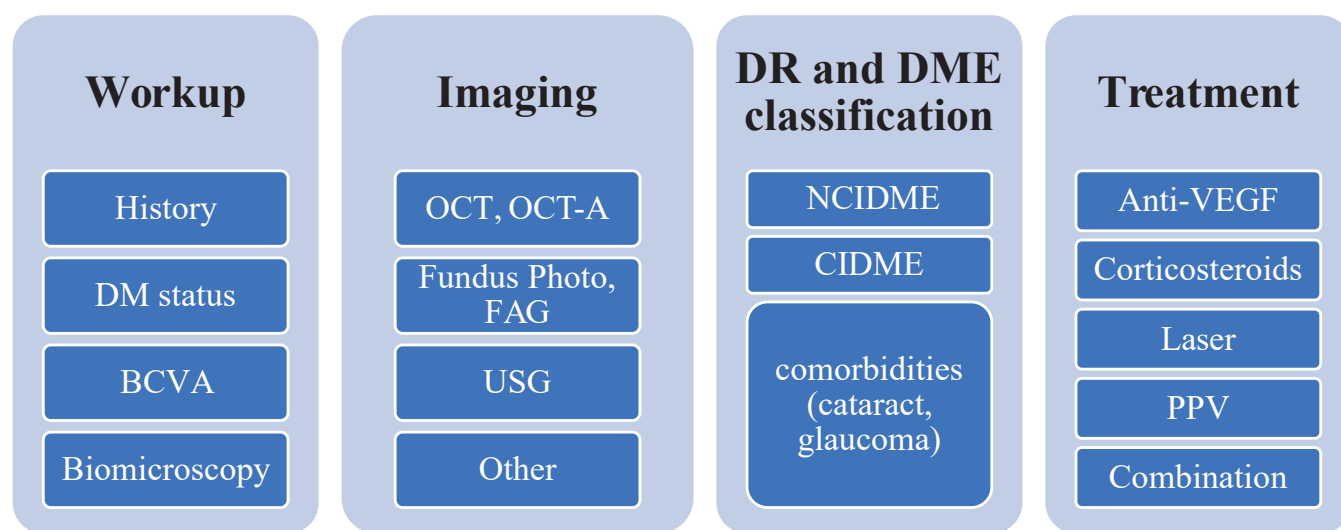 Workup
History
DM status
BCVA
Biomicroscopy
Imaging
OCT, OCT-A
Fundus Photo,
FAG
USG
Other
DR and DME
classification
NCIDME
CIDME
comorbidities
(cataract,
glaucoma)
Treatment
Anti-VEGF
Corticosteroids
Laser
PPV
Combination